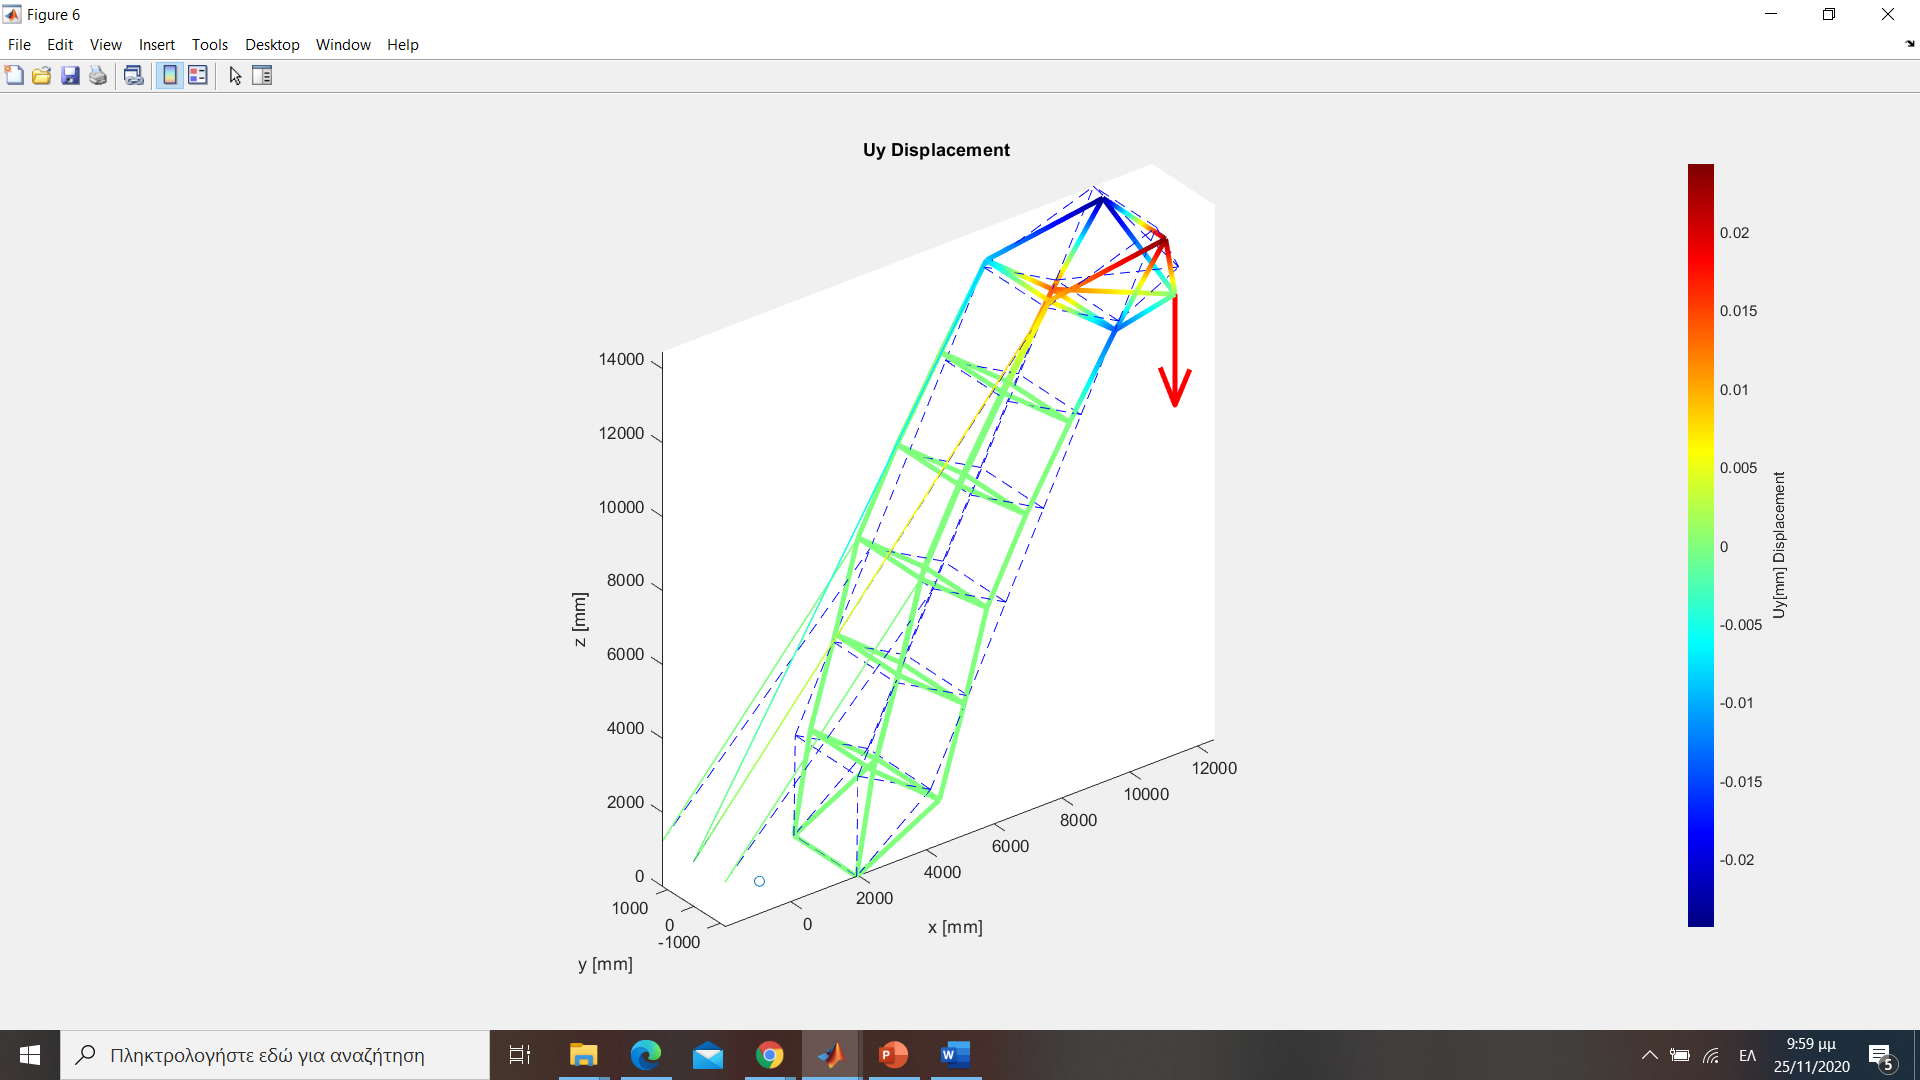 Figure 6
File Edit View Insert Tools Desktop Window Help
Uy Displacement
14000
12000
10000
8000
6000
4000
2000
0
z [mm]
1000
0
-1000
y [mm]
0
2000
4000
6000
8000
10000
12000
x [mm]
0.02
0.015
0.01
0.005
0
-0.005
-0.01
-0.015
-0.02
Uy[mm] Displacement
Πληκτρολογήστε εδώ για αναζήτηση
P
W
ΕΛ
9:59 μμ
25/11/2020
5